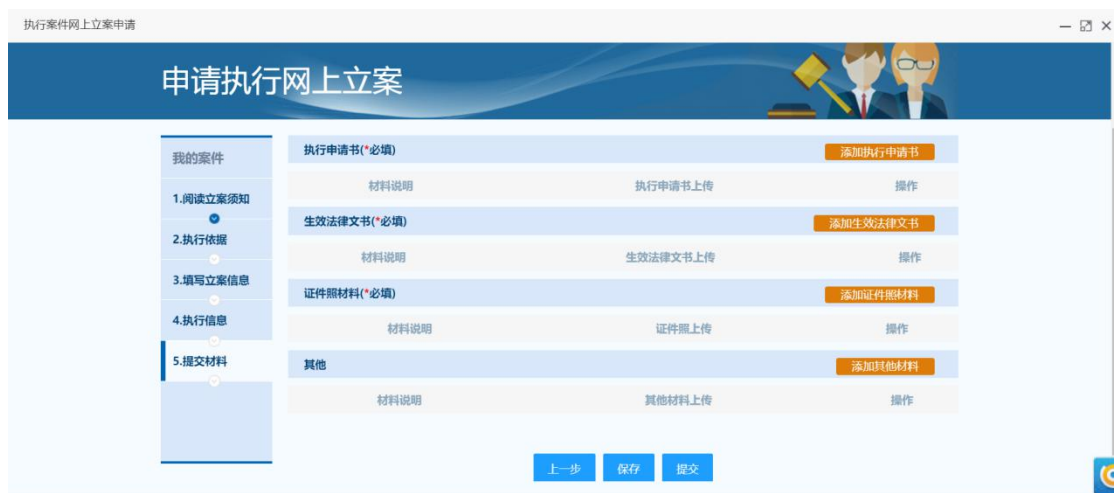 执行案件网上立案申请
申请执行网上立案
我的案件
1.阅读立案须知
2.执行依据
3.填写立案信息
4.执行信息
5.提交材料
执行申请书(*必填) 添加执行申请书
材料说明 执行申请书上传 操作
生效法律文书(*必填) 添加生效法律文书
材料说明 生效法律文书上传 操作
证件照材料(*必填) 添加证件照材料
材料说明 证件照上传 操作
其他 添加其他材料
材料说明 其他材料上传 操作
上一步 保存 提交